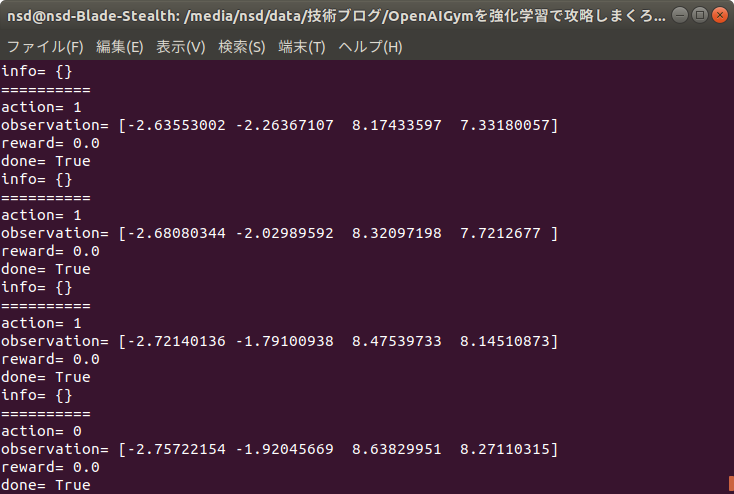 nsd@nsd-Blade-Stealth: /media/nsd/data/技術ブログ/OpenAIGymを強化学習で攻略しまくろ...
ファイル(F) 編集(E) 表示(V) 検索(S) 端末(T) ヘルプ(H)
info= {}
==========
action= 1
observation= [-2.63553002 -2.26367107  8.17433597  7.33180057]
reward= 0.0
done= True
info= {}
==========
action= 1
observation= [-2.68080344 -2.02989592  8.32097198  7.7212677 ]
reward= 0.0
done= True
info= {}
==========
action= 1
observation= [-2.72140136 -1.79100938  8.47539733  8.14510873]
reward= 0.0
done= True
info= {}
==========
action= 0
observation= [-2.75722154 -1.92045669  8.63829951  8.27110315]
reward= 0.0
done= True